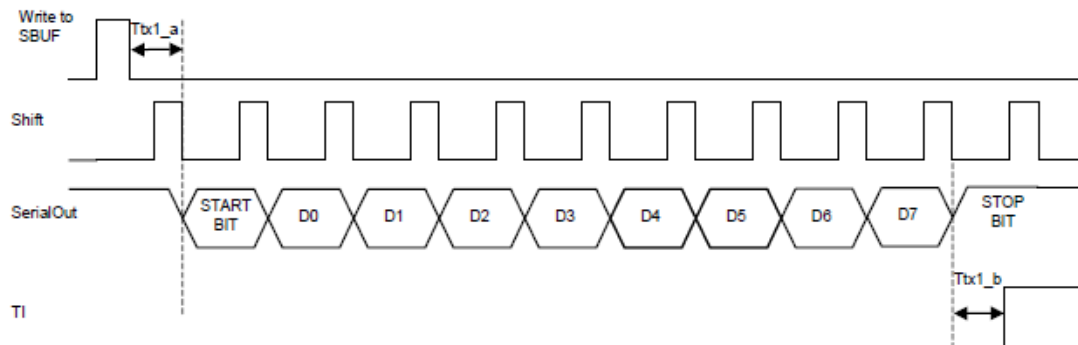 Write to
SBUF
Ttx1_a
Shift
SerialOut
START
BIT
D0
D1
D2
D3
D4
D5
D6
D7
STOP
BIT
Ttx1_b
TI